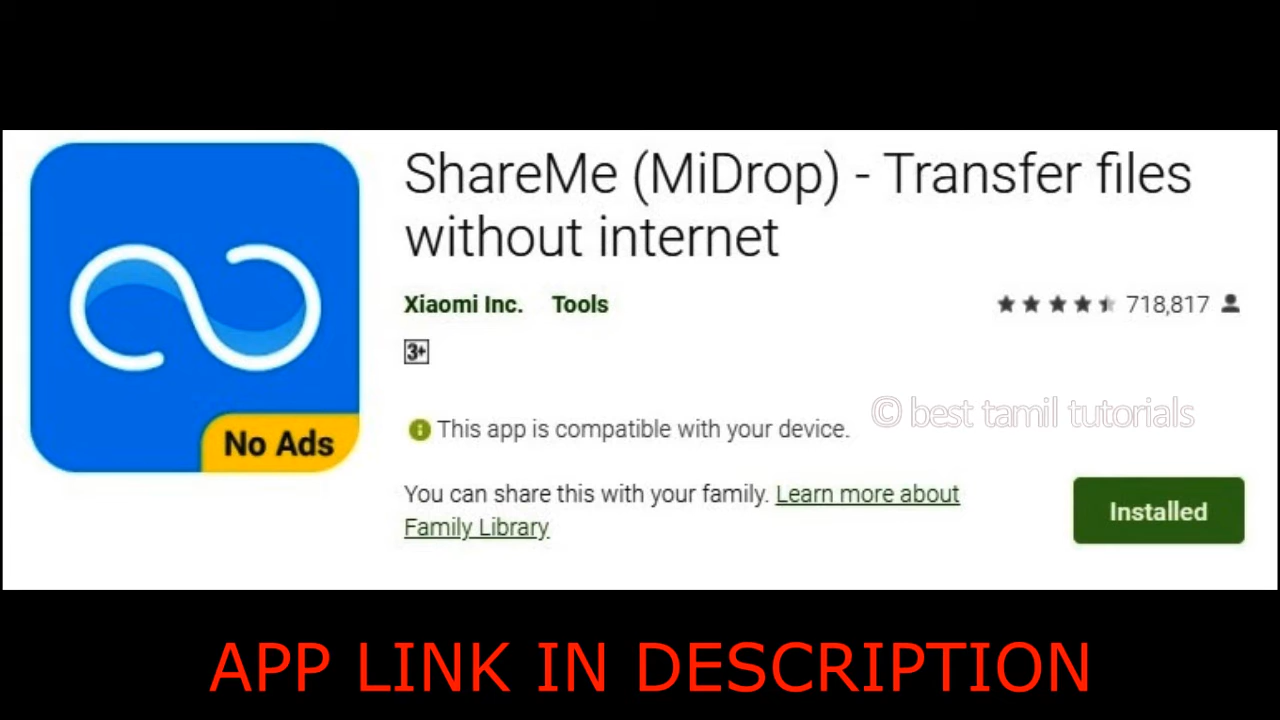 ShareMe (MiDrop) - Transfer files
without internet
Xiaomi Inc. Tools
718,817
3+
This app is compatible with your device.
© best tamil tutorials
No Ads
You can share this with your family. Learn more about
Family Library
Installed
APP LINK IN DESCRIPTION